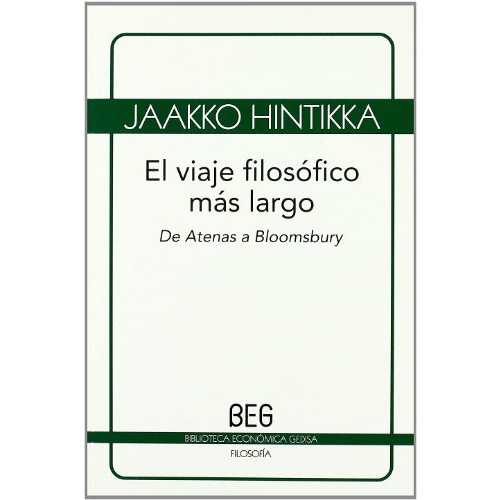 JAAKKO HINTIKKA
El viaje filosófico
más largo
De Atenas a Bloomsbury
BEG
BIBLIOTECA ECONÓMICA GEDISA
FILOSOFÍA